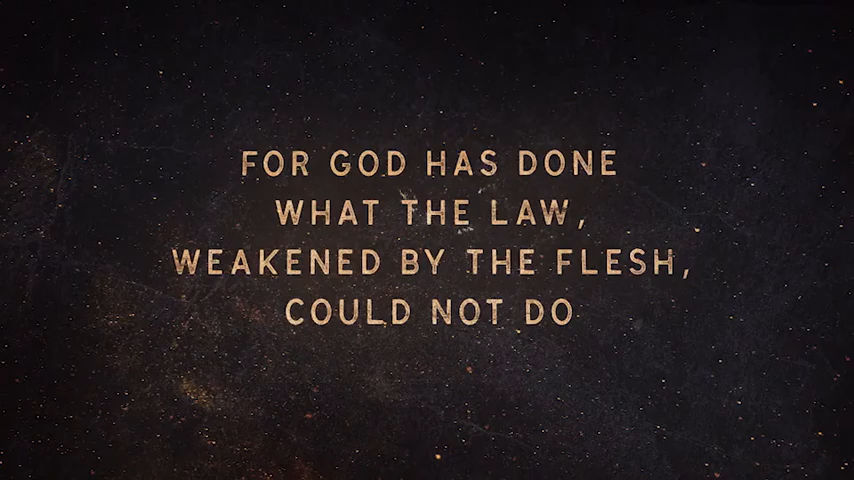 FOR GOD HAS DONE
WHAT THE LAW,
WEAKENED BY THE FLESH,
COULD NOT DO